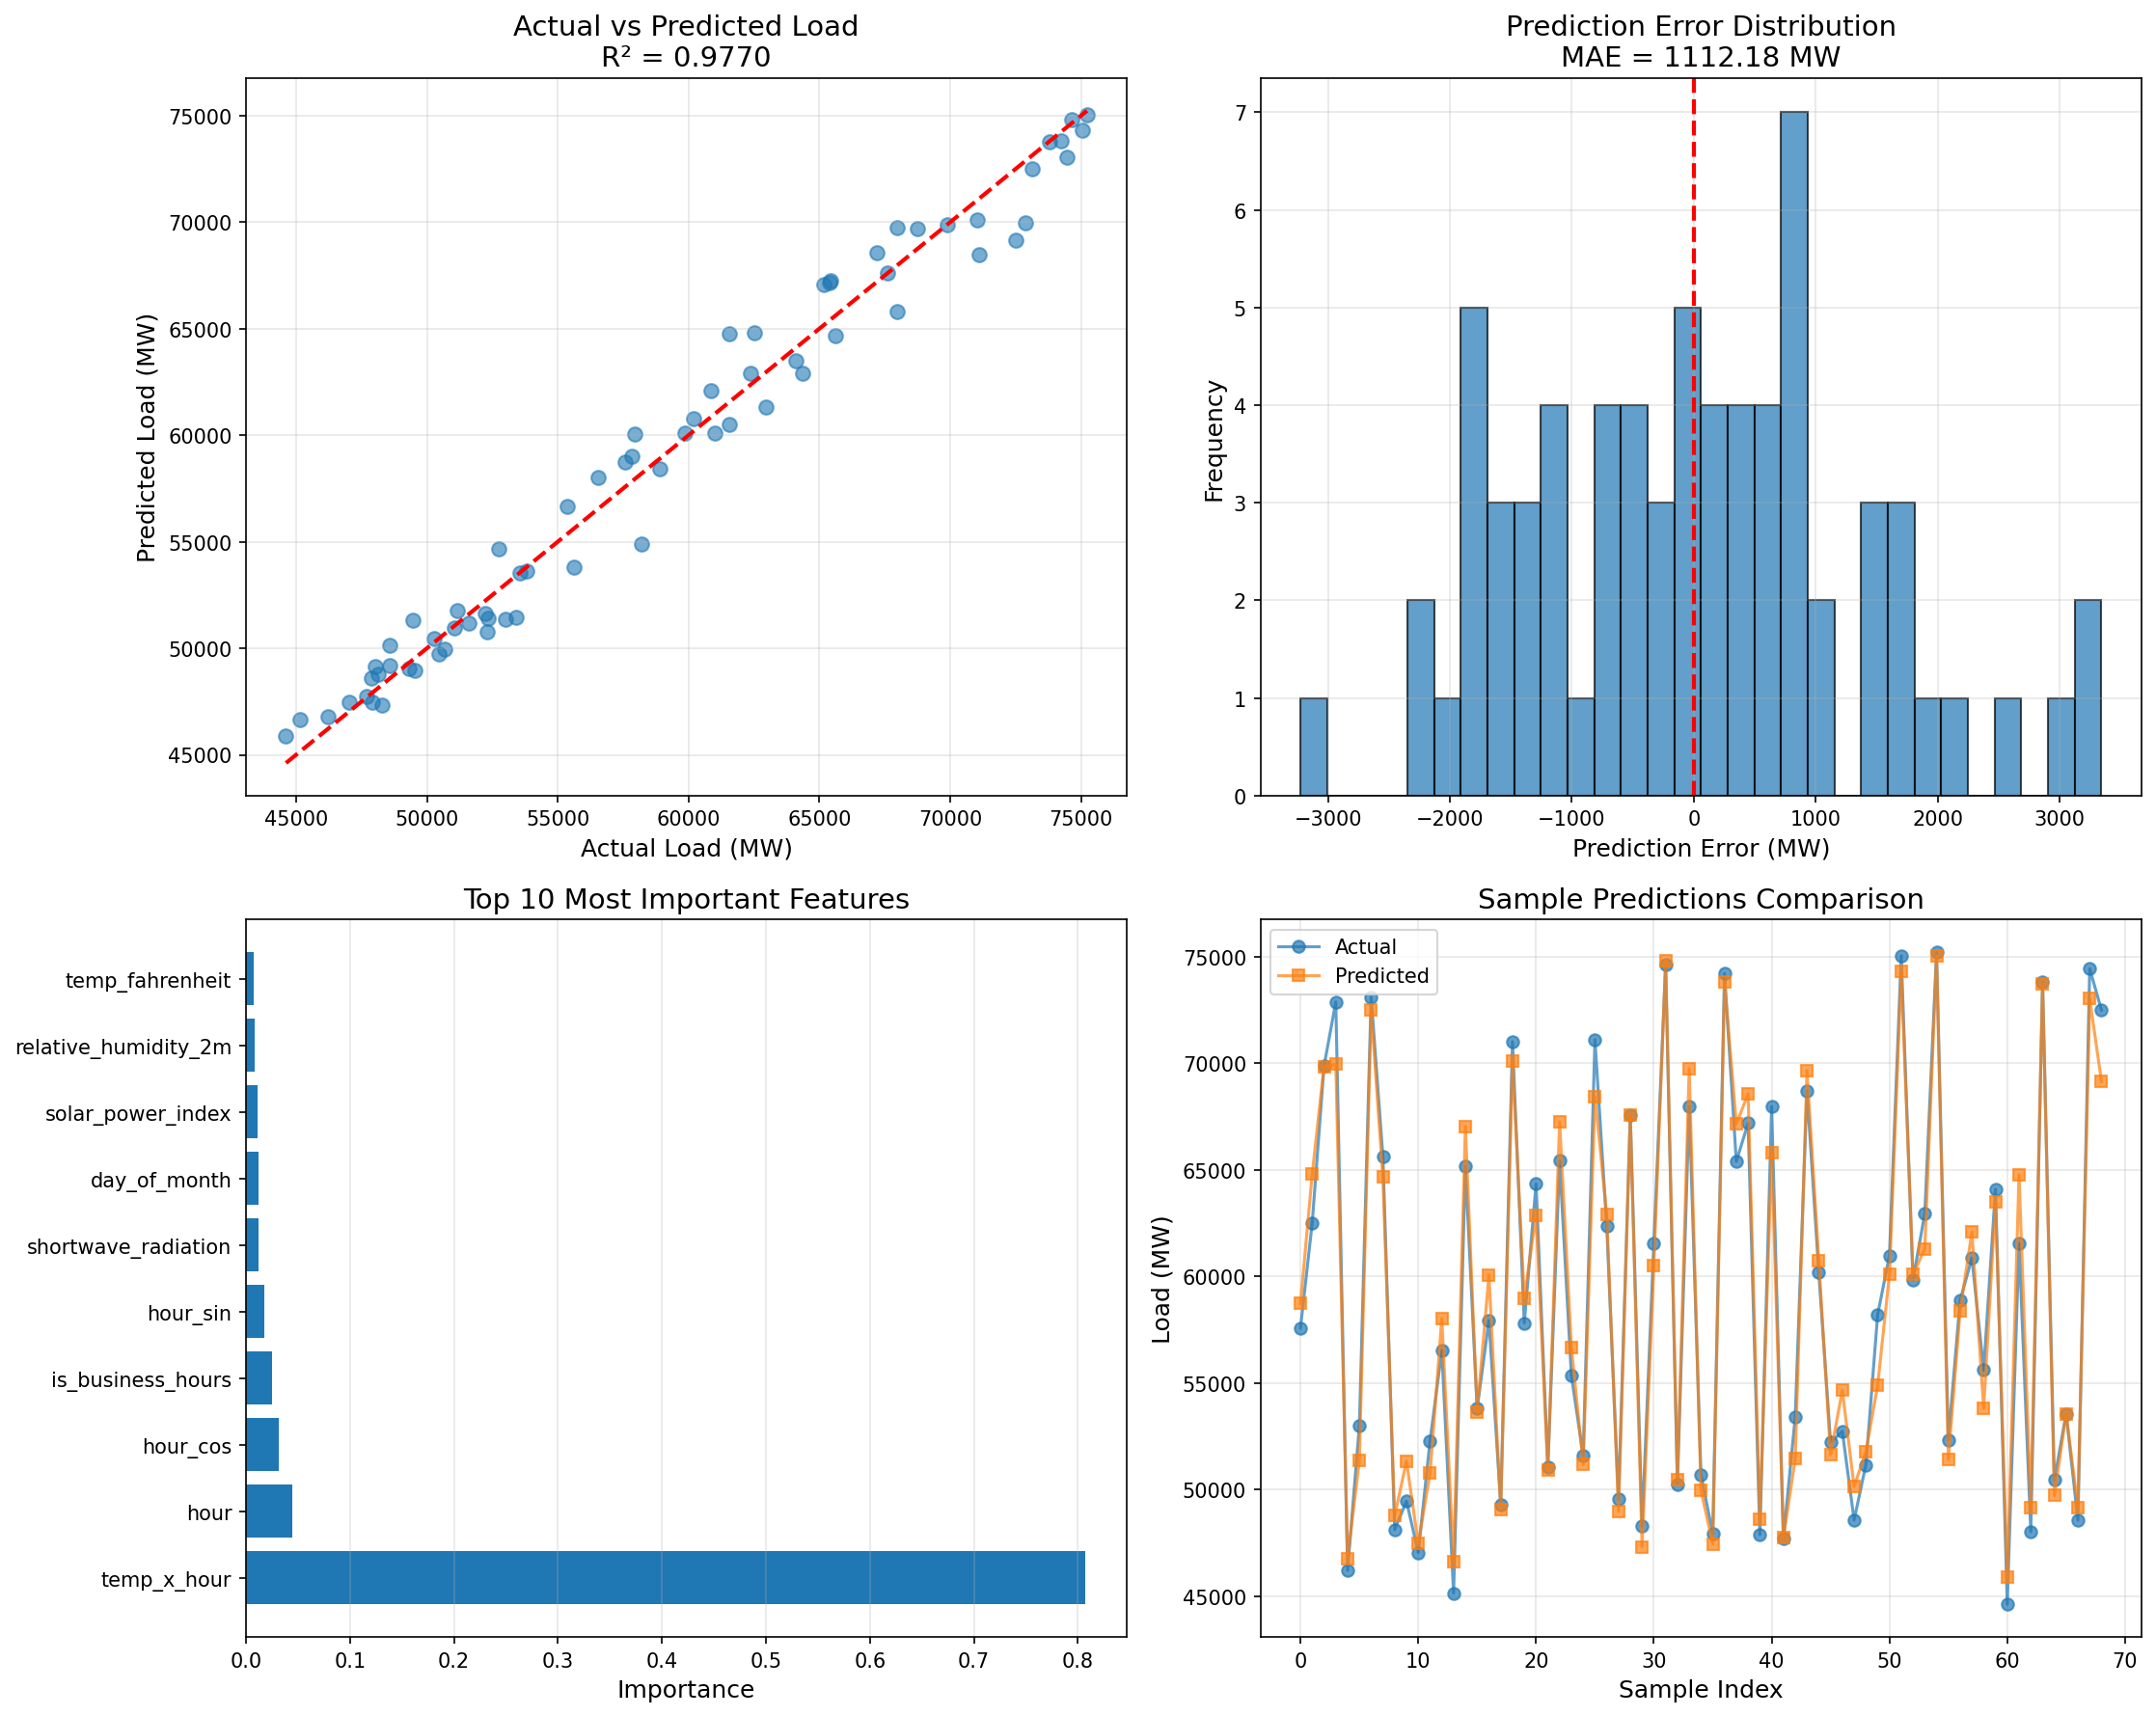 Actual vs Predicted Load
R² = 0.9770
75000
70000
65000
60000
55000
50000
45000
Predicted Load (MW)
45000 50000 55000 60000 65000 70000 75000
Actual Load (MW)
Prediction Error Distribution
MAE = 1112.18 MW
7
6
5
4
3
2
1
0
Frequency
−3000 −2000 −1000 0 1000 2000 3000
Prediction Error (MW)
Top 10 Most Important Features
temp_fahrenheit
relative_humidity_2m
solar_power_index
day_of_month
shortwave_radiation
hour_sin
is_business_hours
hour_cos
hour
temp_x_hour
0.0 0.1 0.2 0.3 0.4 0.5 0.6 0.7 0.8
Importance
Sample Predictions Comparison
Actual
Predicted
75000
70000
65000
60000
55000
50000
45000
Load (MW)
0 10 20 30 40 50 60 70
Sample Index